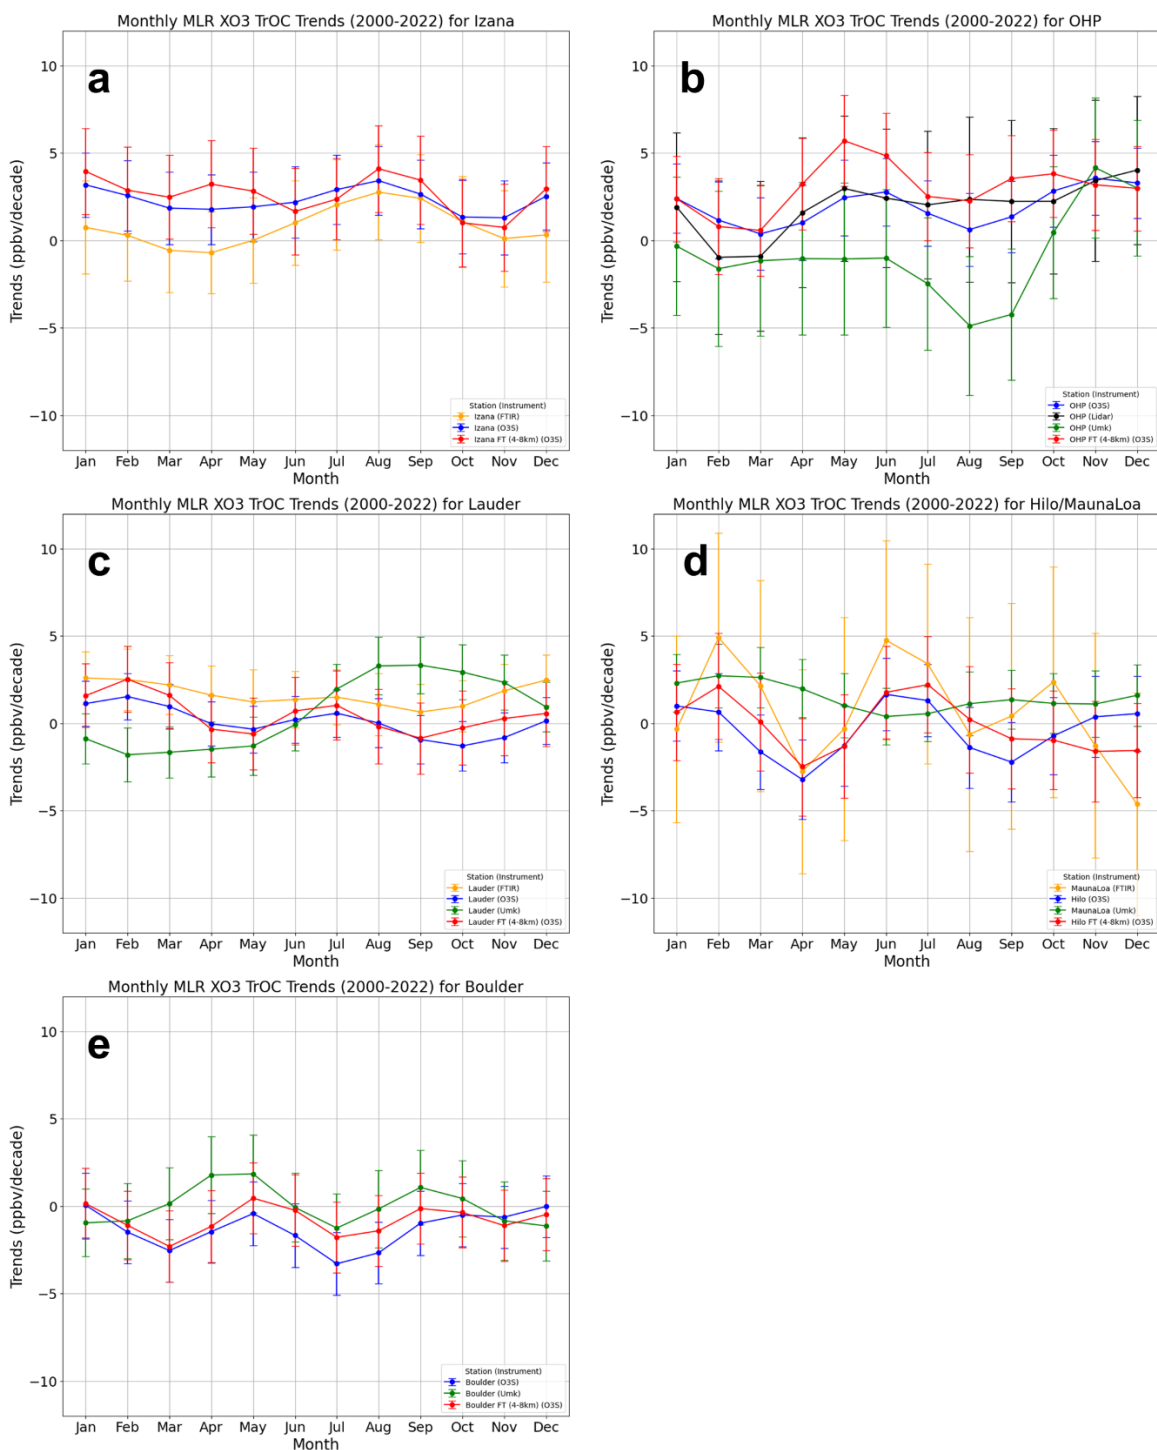 Monthly MLR XO3 TrOC Trends (2000-2022) for Izana
a
10
5
0
−5
−10
Trends (ppbv/decade)
Station (Instrument)
Izana (FTIR)
Izana (O3S)
Izana FT (4-8km) (O3S)
Jan Feb Mar Apr May Jun Jul Aug Sep Oct Nov Dec
Month
Monthly MLR XO3 TrOC Trends (2000-2022) for OHP
b
10
5
0
−5
−10
Trends (ppbv/decade)
Station (Instrument)
OHP (O3S)
OHP (Lidar)
OHP (Umk)
OHP FT (4-8km) (O3S)
Jan Feb Mar Apr May Jun Jul Aug Sep Oct Nov Dec
Month
Monthly MLR XO3 TrOC Trends (2000-2022) for Lauder
c
10
5
0
−5
−10
Trends (ppbv/decade)
Station (Instrument)
Lauder (FTIR)
Lauder (O3S)
Lauder (Umk)
Lauder FT (4-8km) (O3S)
Jan Feb Mar Apr May Jun Jul Aug Sep Oct Nov Dec
Month
Monthly MLR XO3 TrOC Trends (2000-2022) for Hilo/MaunaLoa
d
10
5
0
−5
−10
Trends (ppbv/decade)
Station (Instrument)
MaunaLoa (FTIR)
Hilo (O3S)
MaunaLoa (Umk)
Hilo FT (4-8km) (O3S)
Jan Feb Mar Apr May Jun Jul Aug Sep Oct Nov Dec
Month
Monthly MLR XO3 TrOC Trends (2000-2022) for Boulder
e
10
5
0
−5
−10
Trends (ppbv/decade)
Station (Instrument)
Boulder (O3S)
Boulder (Umk)
Boulder FT (4-8km) (O3S)
Jan Feb Mar Apr May Jun Jul Aug Sep Oct Nov Dec
Month